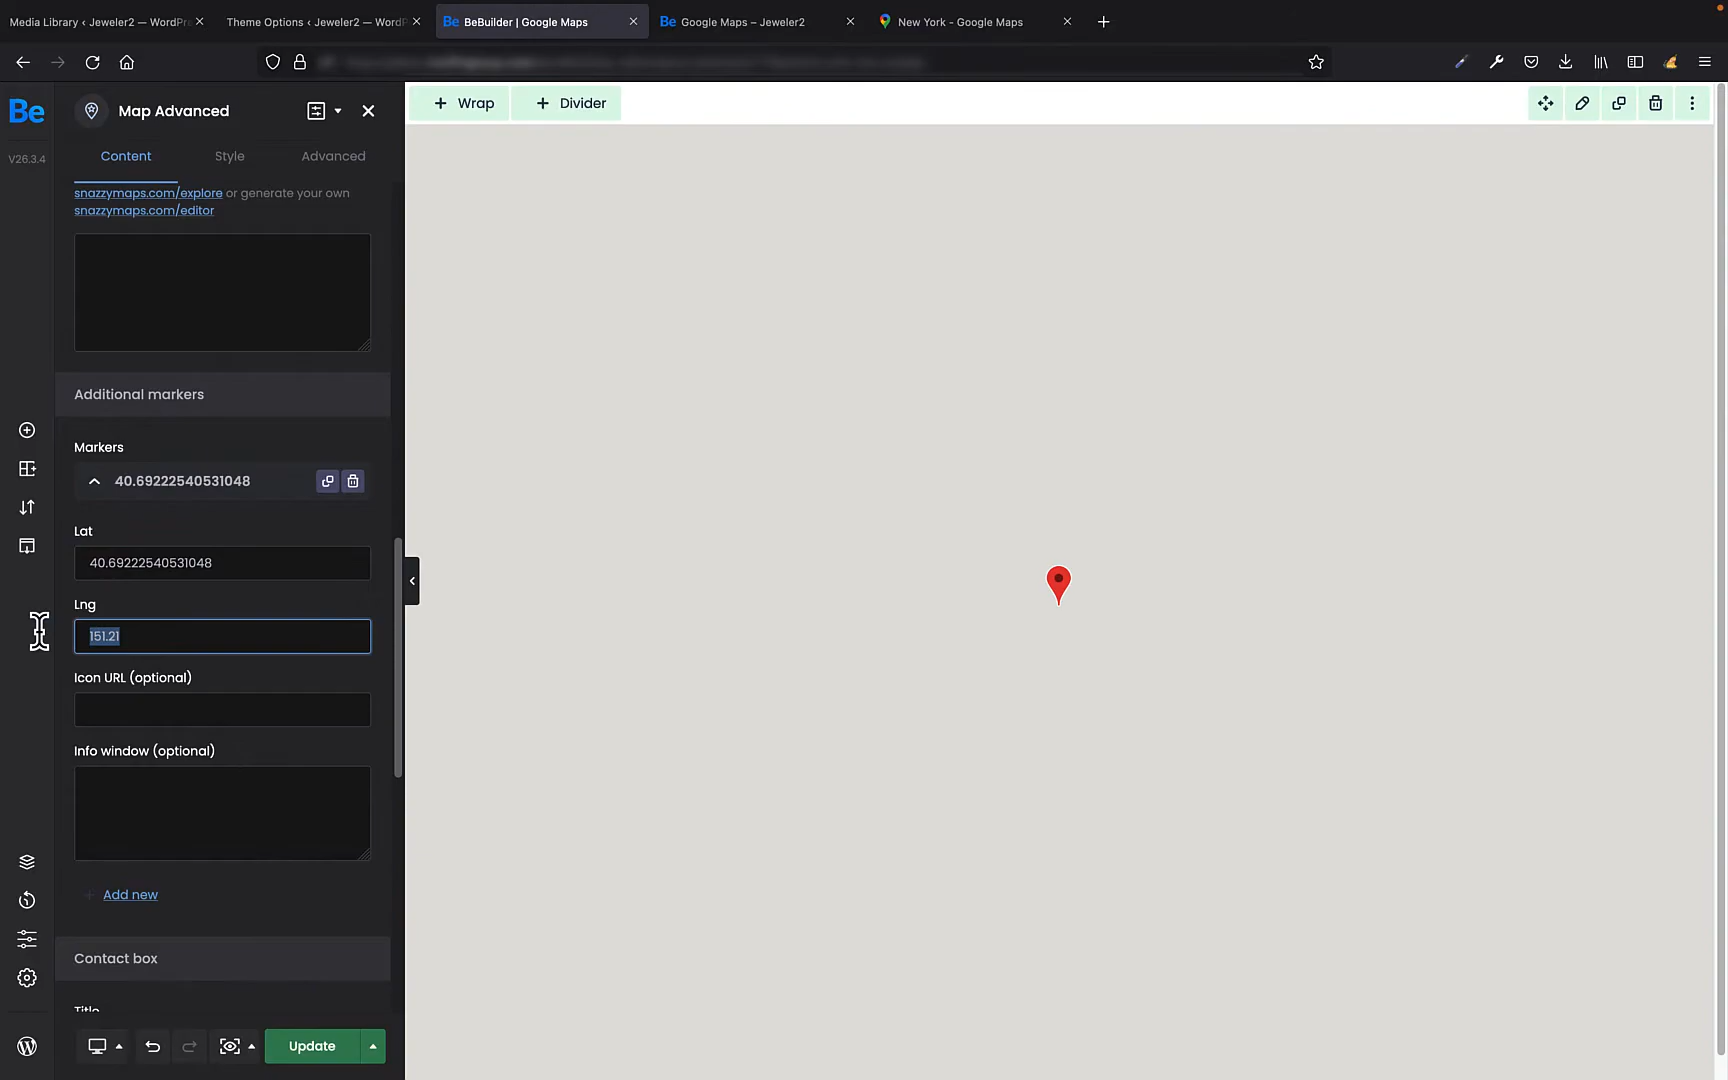 Media Library ‹ Jeweler2 — WordPre
Theme Options ‹ Jeweler2 — WordP
Be BeBuilder | Google Maps
Be Google Maps – Jeweler2
New York - Google Maps
Be
V26.3.4
Map Advanced
Content
Style
Advanced
snazzymaps.com/explore or generate your own
snazzymaps.com/editor
Additional markers
Markers
40.69222540531048
Lat
40.69222540531048
Lng
151.21
Icon URL (optional)
Info window (optional)
+ Add new
Contact box
Title
Update
+ Wrap
+ Divider